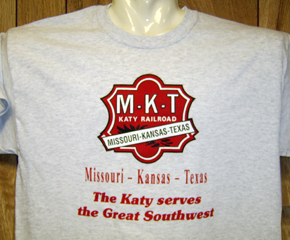 M·K·T
KATY RAILROAD
MISSOURI-KANSAS-TEXAS
Missouri - Kansas - Texas
The Katy serves
the Great Southwest